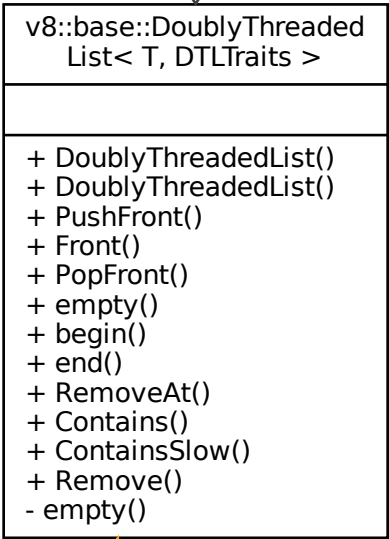 v8::base::DoublyThreaded
List< T, DTLTraits >
+ DoublyThreadedList()
+ DoublyThreadedList()
+ PushFront()
+ Front()
+ PopFront()
+ empty()
+ begin()
+ end()
+ RemoveAt()
+ Contains()
+ ContainsSlow()
+ Remove()
- empty()